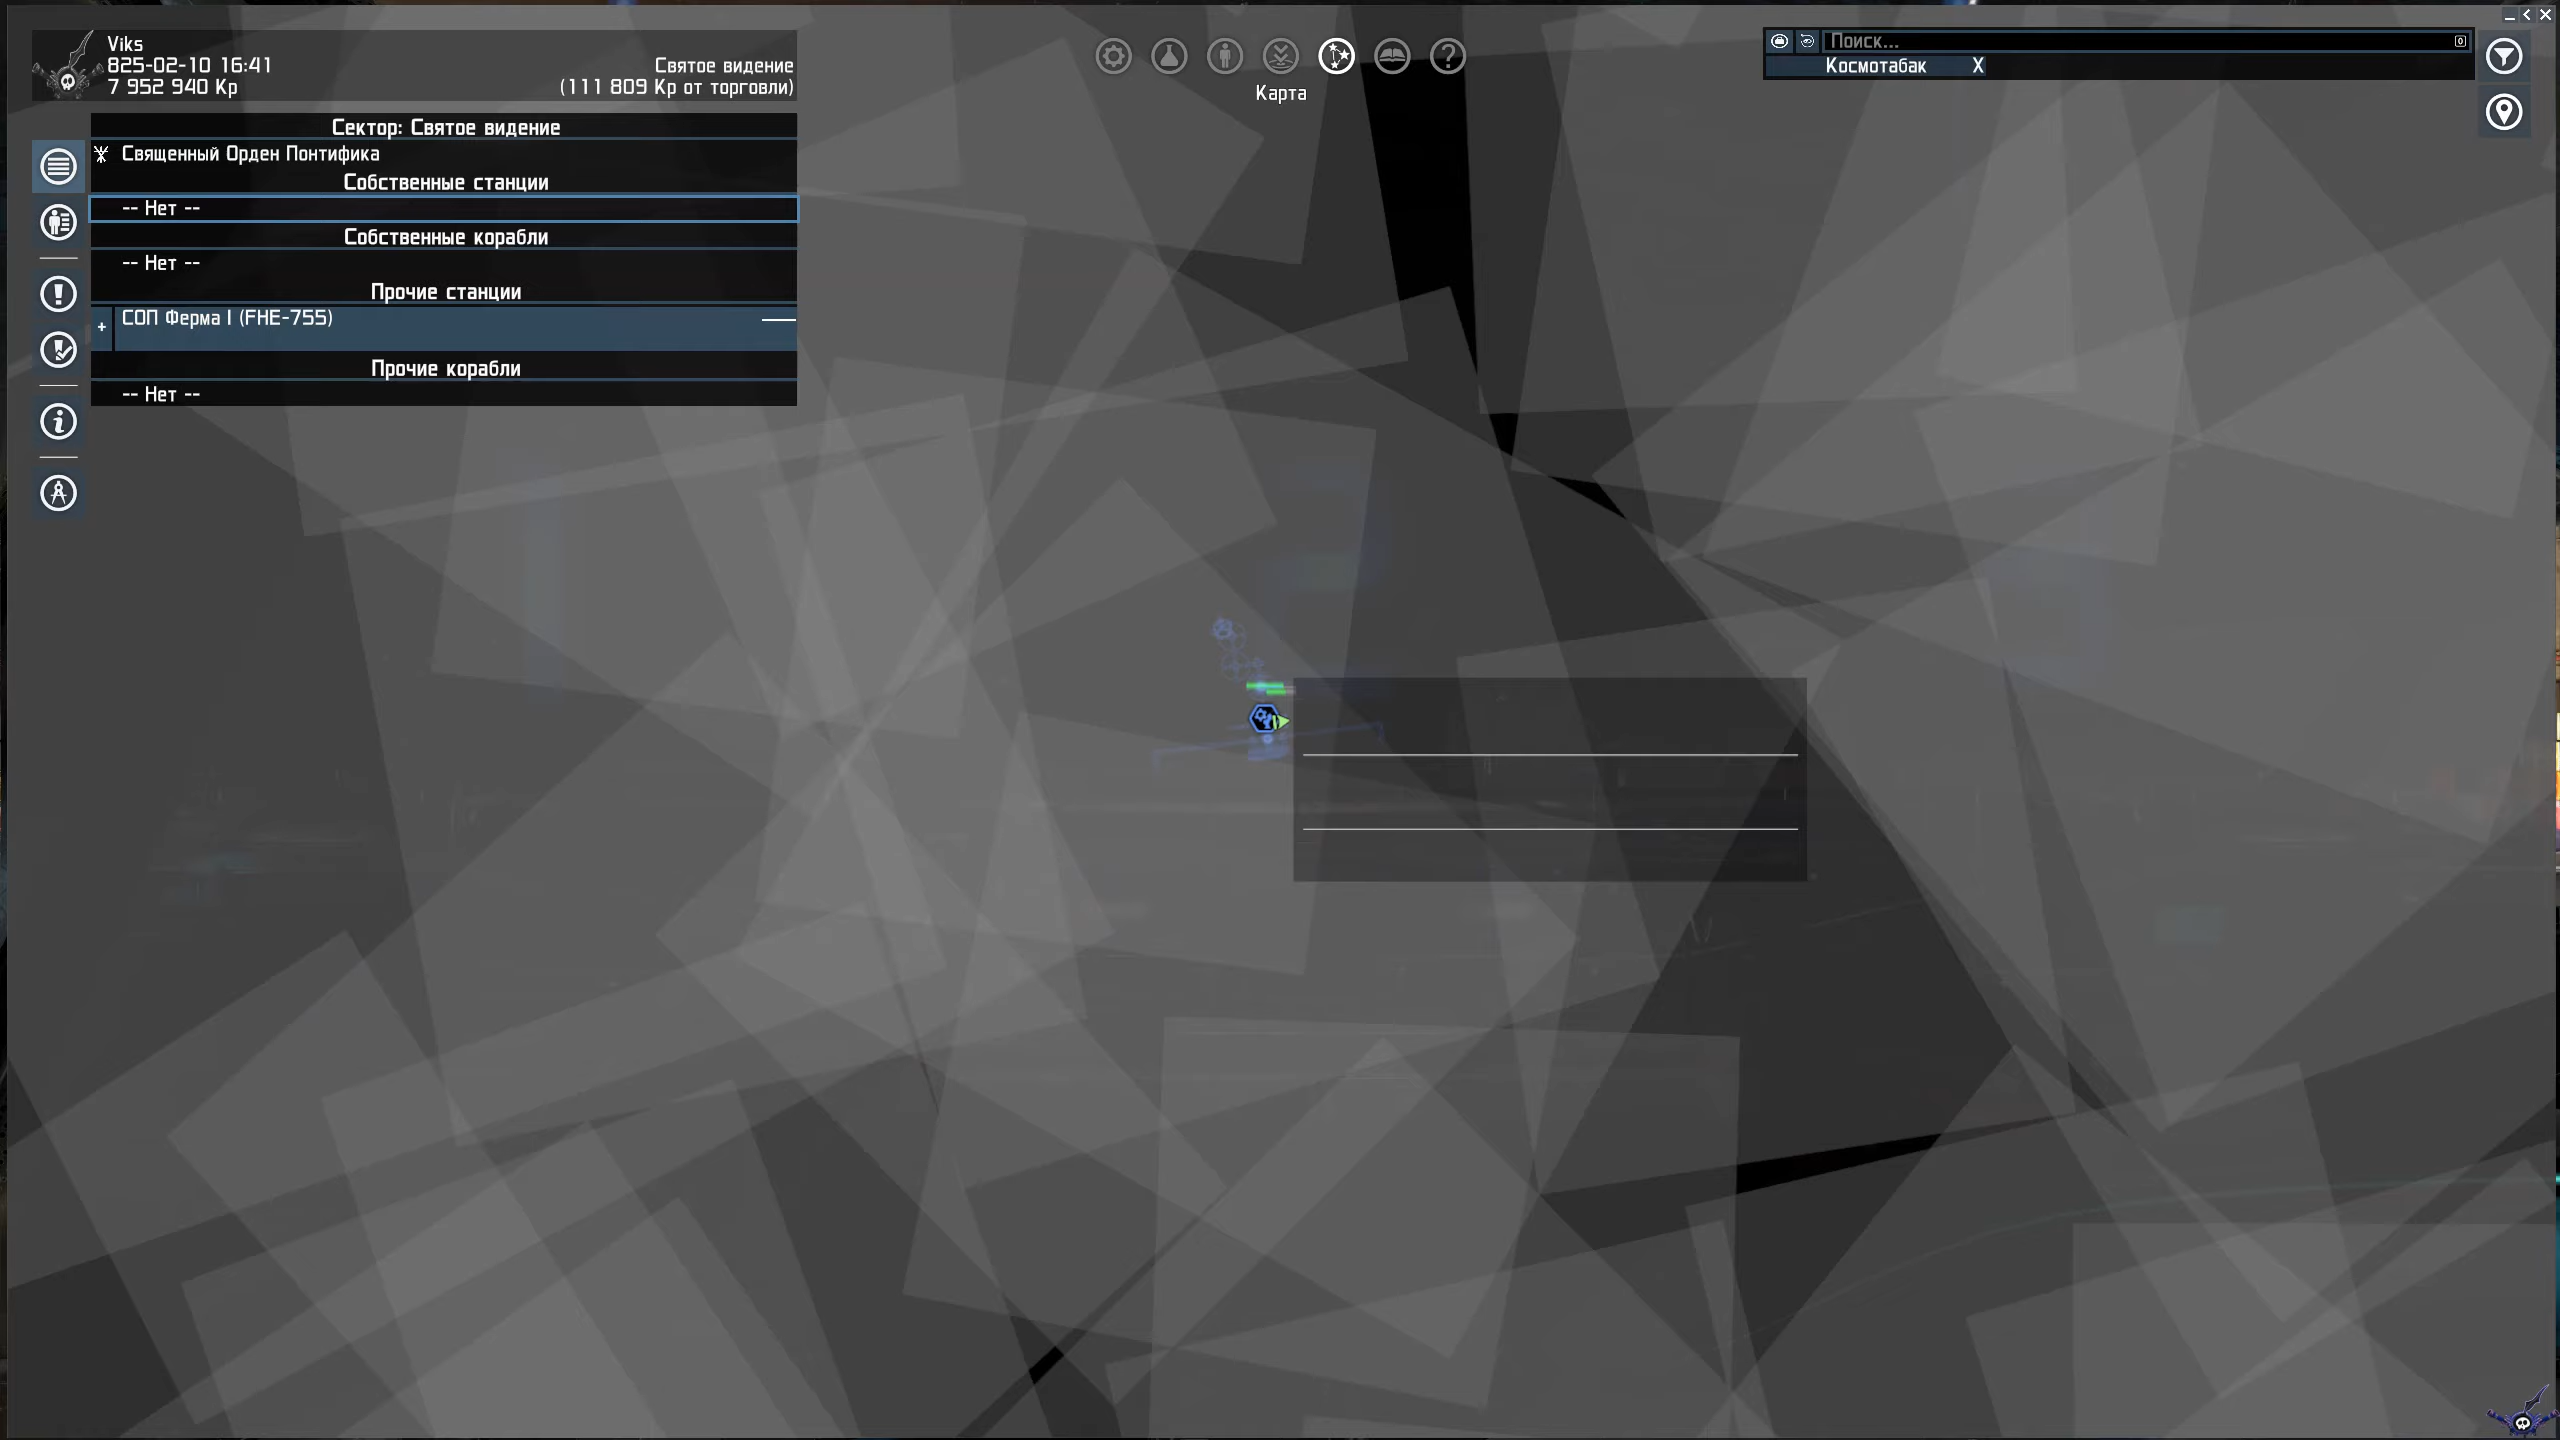 Viks
825-02-10 16:41
Святое видение
7 952 940 Кр
(111 809 Кр от торговли)
Карта
Поиск...
Космотабак X
Сектор: Святое видение
Священный Орден Понтифика
Собственные станции
-- Нет --
Собственные корабли
-- Нет --
Прочие станции
+ СОП Ферма I (FHE-755)
Прочие корабли
-- Нет --